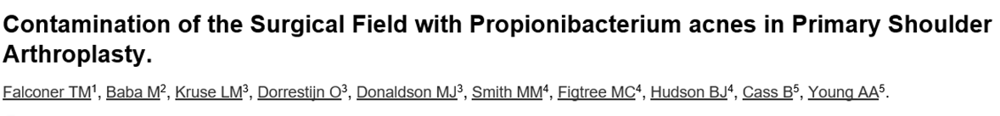 Contamination of the Surgical Field with Propionibacterium acnes in Primary Shoulder
Arthroplasty.
Falconer TM¹, Baba M², Kruse LM³, Dorrestijn O³, Donaldson MJ³, Smith MM⁴, Figtree MC⁴, Hudson BJ⁴, Cass B⁵, Young AA⁵.